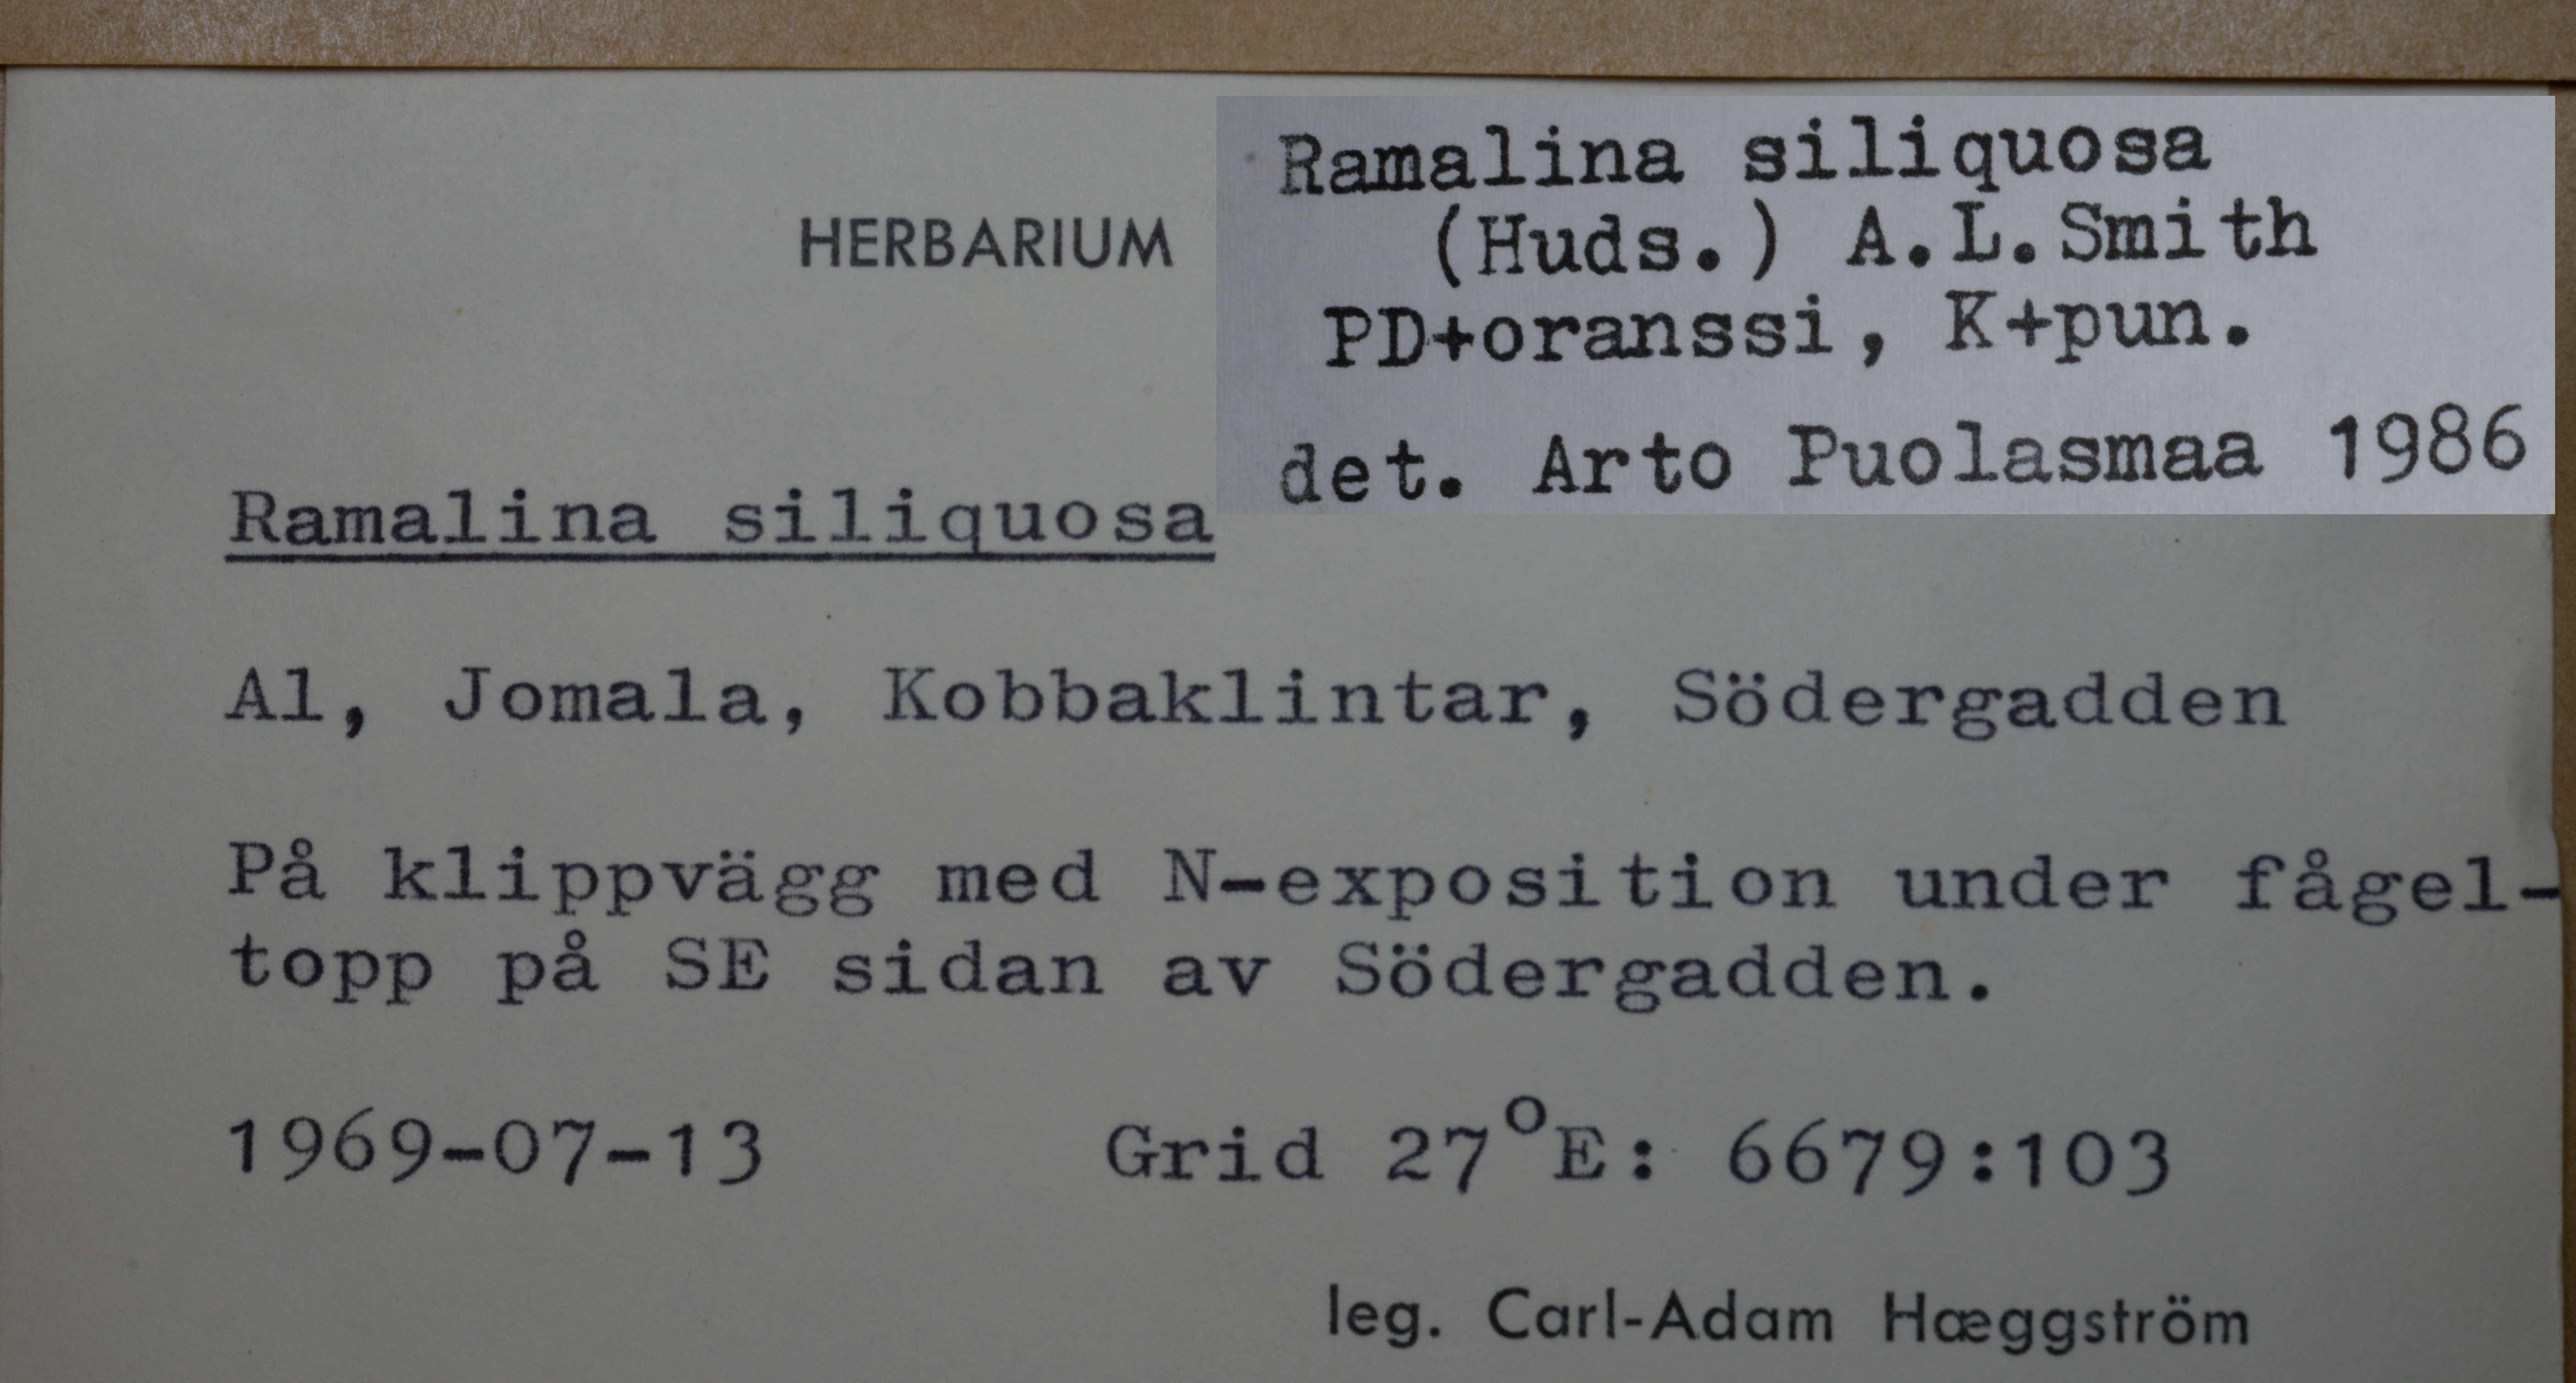 HERBARIUM
Ramalina siliquosa
(Huds.) A.L.Smith
PD+oranssi, K+pun.
det. Arto Puolasmaa 1986
Ramalina siliquosa
Al, Jomala, Kobbaklintar, Södergadden
På klippvägg med N-exposition under fågel-
topp på SE sidan av Södergadden.
1969-07-13 Grid 27°E: 6679:103
leg. Carl-Adam Hæggström